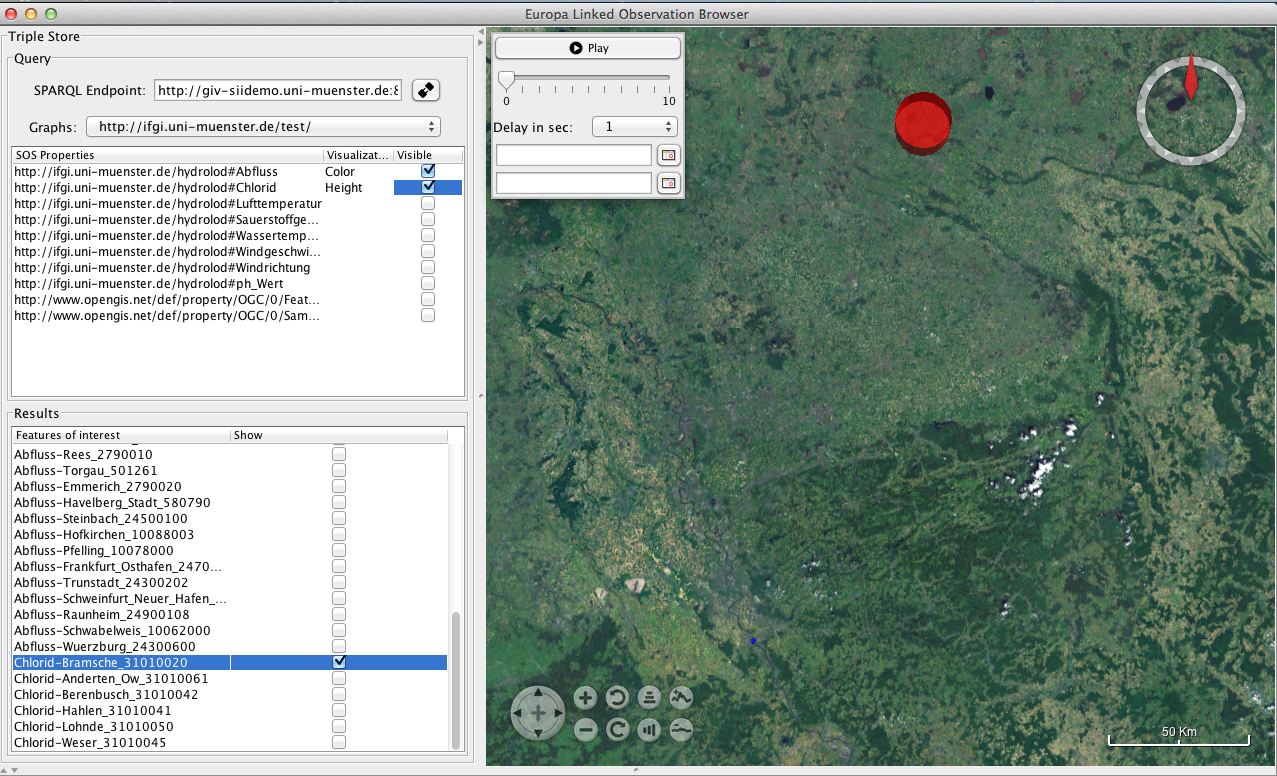 Europa Linked Observation Browser
Triple Store
Query
SPARQL Endpoint: http://giv-siidemo.uni-muenster.de:8
Graphs: http://ifgi.uni-muenster.de/test/
SOS Properties Visualizat... Visible
http://ifgi.uni-muenster.de/hydrolod#Abfluss Color
http://ifgi.uni-muenster.de/hydrolod#Chlorid Height
http://ifgi.uni-muenster.de/hydrolod#Lufttemperatur
http://ifgi.uni-muenster.de/hydrolod#Sauerstoffge...
http://ifgi.uni-muenster.de/hydrolod#Wassertemp...
http://ifgi.uni-muenster.de/hydrolod#Windgeschwi...
http://ifgi.uni-muenster.de/hydrolod#Windrichtung
http://ifgi.uni-muenster.de/hydrolod#ph_Wert
http://www.opengis.net/def/property/OGC/0/Feat...
http://www.opengis.net/def/property/OGC/0/Sam...
Results
Features of interest Show
Abfluss-Rees_2790010
Abfluss-Torgau_501261
Abfluss-Emmerich_2790020
Abfluss-Havelberg_Stadt_580790
Abfluss-Steinbach_24500100
Abfluss-Hofkirchen_10088003
Abfluss-Pfelling_10078000
Abfluss-Frankfurt_Osthafen_2470...
Abfluss-Trunstadt_24300202
Abfluss-Schweinfurt_Neuer_Hafen_...
Abfluss-Raunheim_24900108
Abfluss-Schwabelweis_10062000
Abfluss-Wuerzburg_24300600
Chlorid-Bramsche_31010020
Chlorid-Anderten_Ow_31010061
Chlorid-Berenbusch_31010042
Chlorid-Hahlen_31010041
Chlorid-Lohnde_31010050
Chlorid-Weser_31010045
Play
0 10
Delay in sec: 1
50 Km